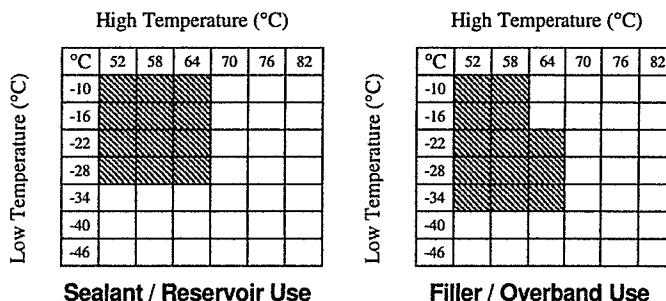 High Temperature (°C)
Low Temperature (°C)
°C 52 58 64 70 76 82
-10
-16
-22
-28
-34
-40
-46
Sealant / Reservoir Use
High Temperature (°C)
Low Temperature (°C)
°C 52 58 64 70 76 82
-10
-16
-22
-28
-34
-40
-46
Filler / Overband Use